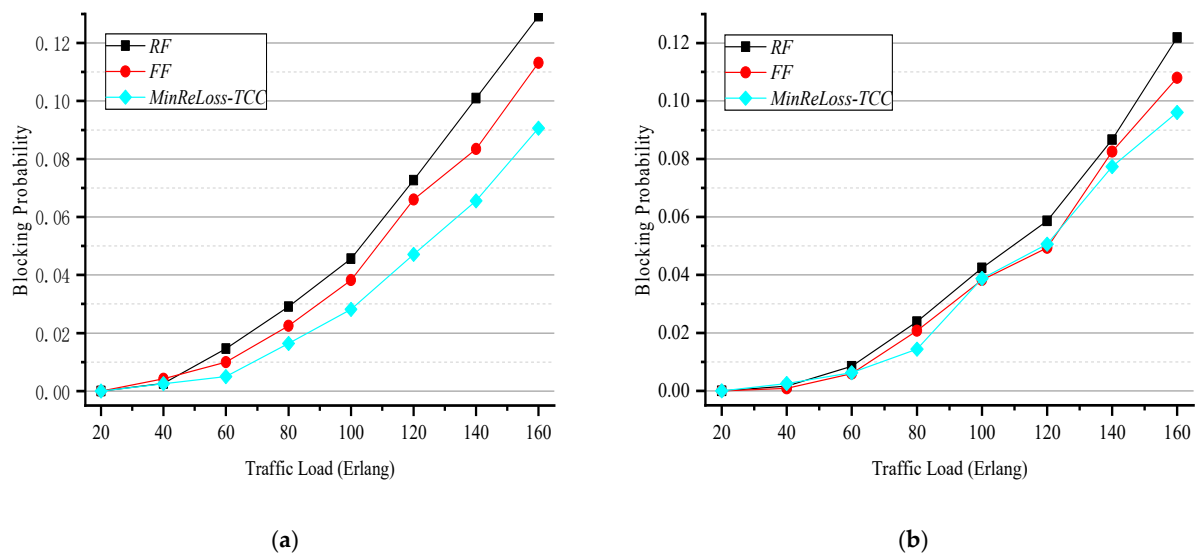 0.12
0.10
0.08
0.06
0.04
0.02
0.00
Blocking Probability
RF
FF
MinReLoss-TCC
20 40 60 80 100 120 140 160
Traffic Load (Erlang)
(a)
0.12
0.10
0.08
0.06
0.04
0.02
0.00
Blocking Probability
RF
FF
MinReLoss-TCC
20 40 60 80 100 120 140 160
Traffic Load (Erlang)
(b)